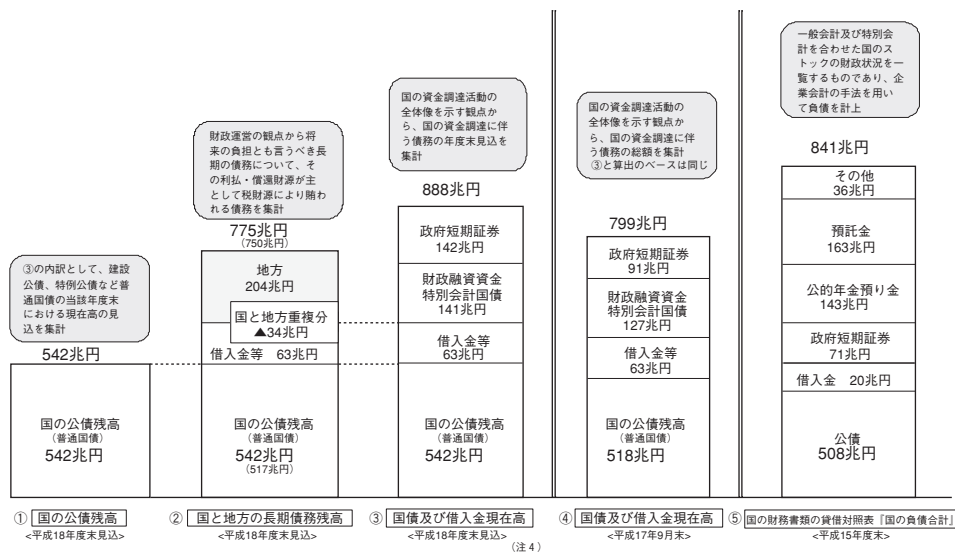 ③の内訳として、建設
公債、特例公債など普
通国債の当該年度末
における現在高の見
込を集計
542兆円
国の公債残高
（普通国債）
542兆円
① 国の公債残高
<平成18年度末見込>
財政運営の観点から将
来の負担とも言うべき長
期の債務について、そ
の利払・償還財源が主
として税財源により賄わ
れる債務を集計
775兆円
（750兆円）
地方
204兆円
国と地方重複分
▲34兆円
借入金等　63兆円
国の公債残高
（普通国債）
542兆円
（517兆円）
② 国と地方の長期債務残高
<平成18年度末見込>
国の資金調達活動の
全体像を示す観点か
ら、国の資金調達に伴
う債務の年度末見込を
集計
888兆円
政府短期証券
142兆円
財政融資資金
特別会計国債
141兆円
借入金等
63兆円
国の公債残高
（普通国債）
542兆円
③ 国債及び借入金現在高
<平成18年度末見込>
（注４）
国の資金調達活動の
全体像を示す観点か
ら、国の資金調達に伴
う債務の総額を集計
③と算出のベースは同じ
799兆円
政府短期証券
91兆円
財政融資資金
特別会計国債
127兆円
借入金等
63兆円
国の公債残高
（普通国債）
518兆円
④ 国債及び借入金現在高
<平成17年9月末>
一般会計及び特別会
計を合わせた国のス
トックの財政状況を一
覧するものであり、企
業会計の手法を用い
て負債を計上
841兆円
その他
36兆円
預託金
163兆円
公的年金預り金
143兆円
政府短期証券
71兆円
借入金　20兆円
公債
508兆円
⑤ 国の財務書類の貸借対照表『国の負債合計』
<平成15年度末>